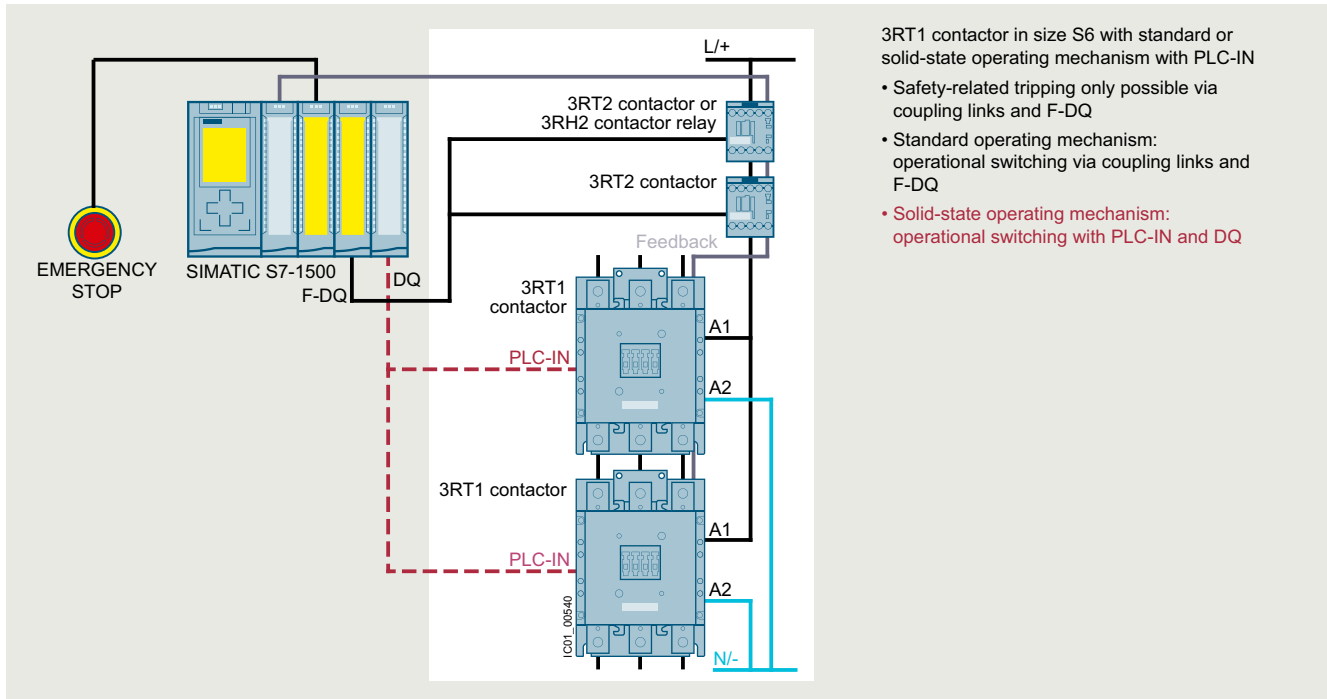 L/+
3RT2 contactor or
3RH2 contactor relay
3RT2 contactor
Feedback
EMERGENCY
STOP
SIMATIC S7-1500
F-DQ
DQ
3RT1
contactor
A1
PLC-IN
A2
3RT1 contactor
A1
PLC-IN
A2
IC01_00540
N/-
3RT1 contactor in size S6 with standard or
solid-state operating mechanism with PLC-IN
• Safety-related tripping only possible via
coupling links and F-DQ
• Standard operating mechanism:
operational switching via coupling links and
F-DQ
• Solid-state operating mechanism:
operational switching with PLC-IN and DQ